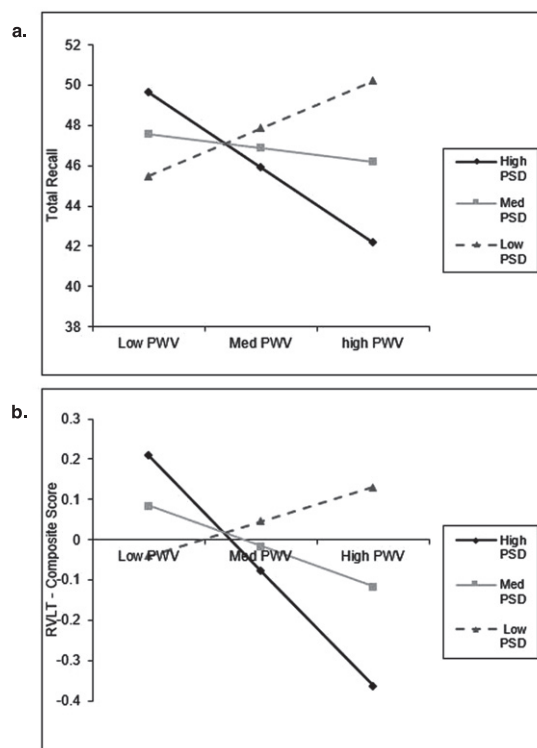 a.
52
50
48
46
44
42
40
38
Total Recall
Low PWV Med PWV high PWV
High
PSD
Med
PSD
Low
PSD
b.
0.3
0.2
0.1
0
-0.1
-0.2
-0.3
-0.4
RVLT - Composite Score
Low PWV Med PWV High PWV
High
PSD
Med
PSD
Low
PSD